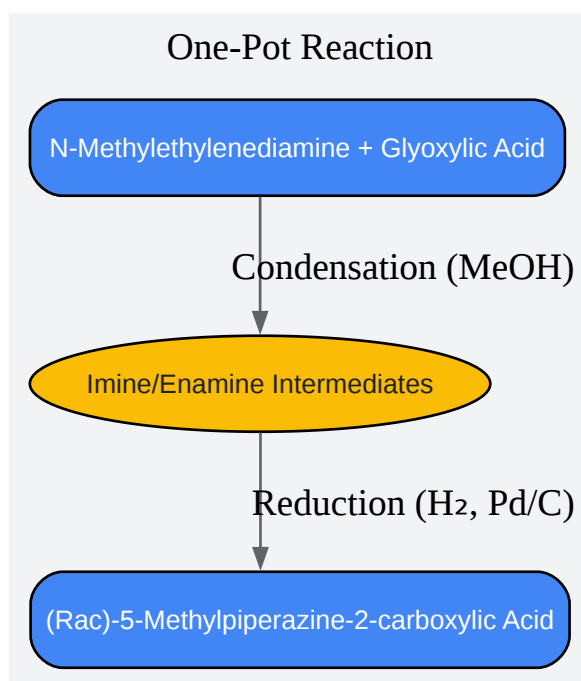 One-Pot Reaction
N-Methylethylenediamine + Glyoxylic Acid
Condensation (MeOH)
Imine/Enamine Intermediates
Reduction (H₂, Pd/C)
(Rac)-5-Methylpiperazine-2-carboxylic Acid